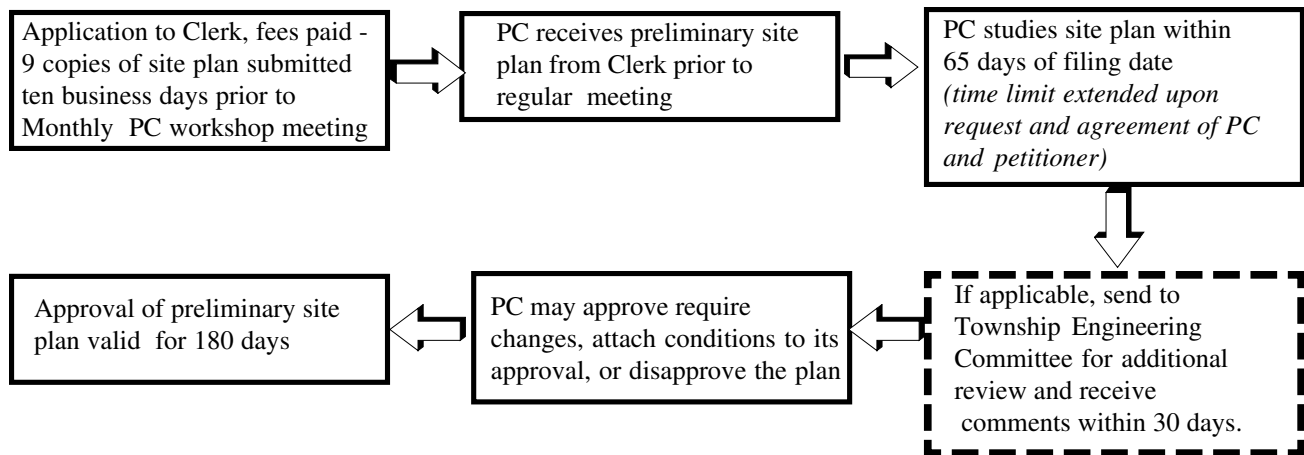 Application to Clerk, fees paid -
9 copies of site plan submitted
ten business days prior to
Monthly PC workshop meeting
PC receives preliminary site
plan from Clerk prior to
regular meeting
PC studies site plan within
65 days of filing date
(time limit extended upon
request and agreement of PC
and petitioner)
If applicable, send to
Township Engineering
Committee for additional
review and receive
comments within 30 days.
PC may approve require
changes, attach conditions to its
approval, or disapprove the plan
Approval of preliminary site
plan valid for 180 days